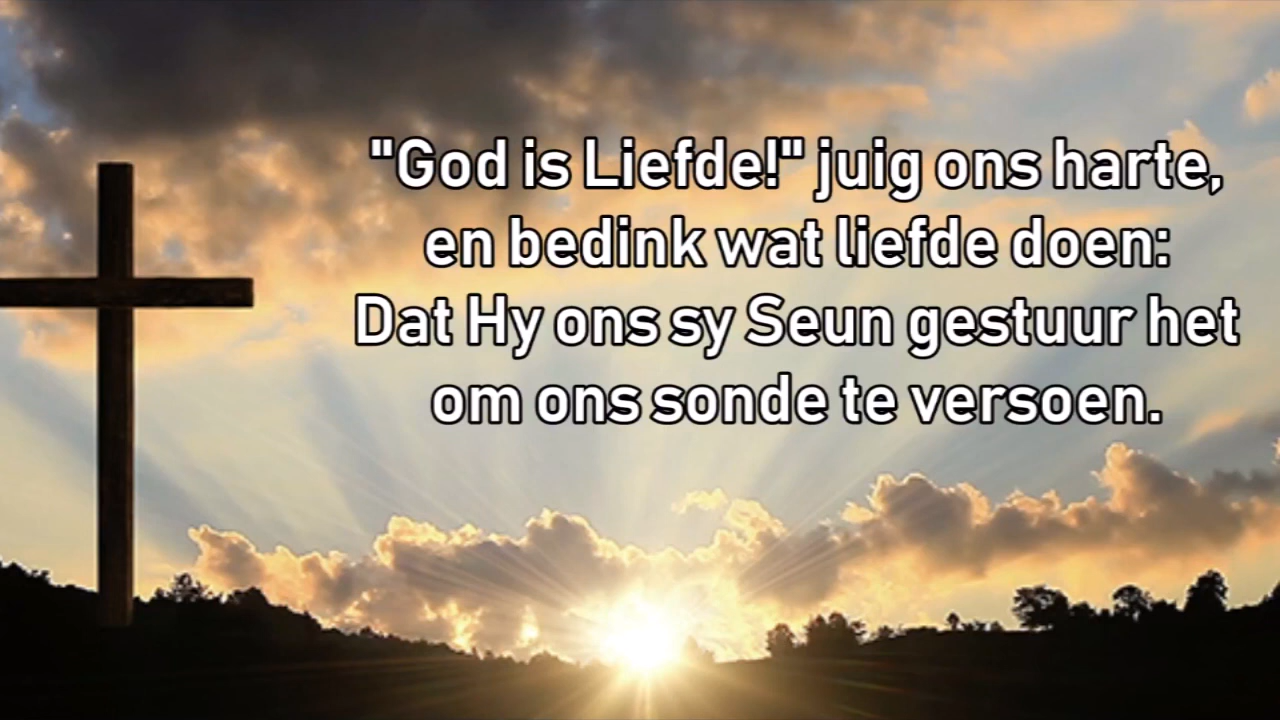 "God is Liefde!" juig ons harte,
en bedink wat liefde doen:
Dat Hy ons sy Seun gestuur het
om ons sonde te versoen.